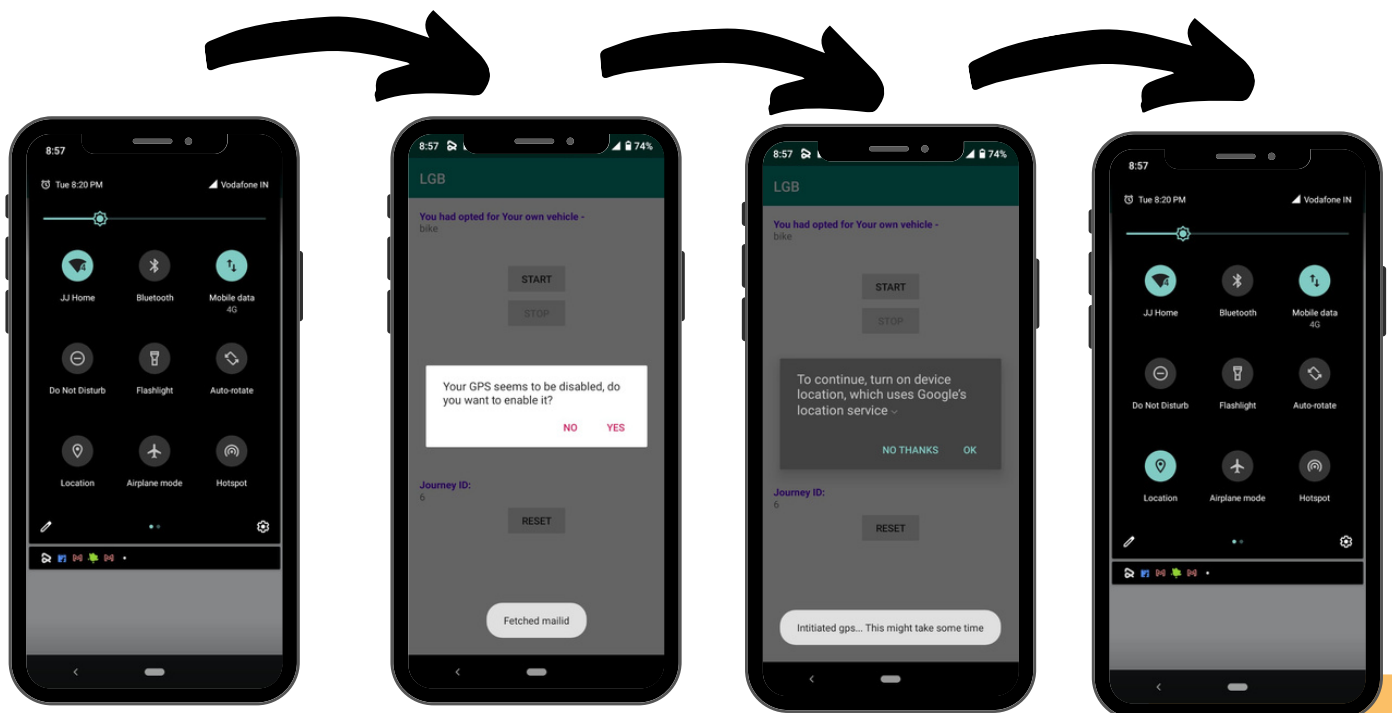 8:57
Tue 8:20 PM Vodafone IN
JJ Home Bluetooth Mobile data
4G
Do Not Disturb Flashlight Auto-rotate
Location Airplane mode Hotspot
8:57 74%
LGB
You had opted for Your own vehicle -
bike
START
STOP
Your GPS seems to be disabled, do
you want to enable it?
NO YES
Journey ID:
6
RESET
Fetched mailid
8:57 74%
LGB
You had opted for Your own vehicle -
bike
START
STOP
To continue, turn on device
location, which uses Google's
location service
NO THANKS OK
Journey ID:
6
RESET
Intitiated gps... This might take some time
8:57
Tue 8:20 PM Vodafone IN
JJ Home Bluetooth Mobile data
4G
Do Not Disturb Flashlight Auto-rotate
Location Airplane mode Hotspot